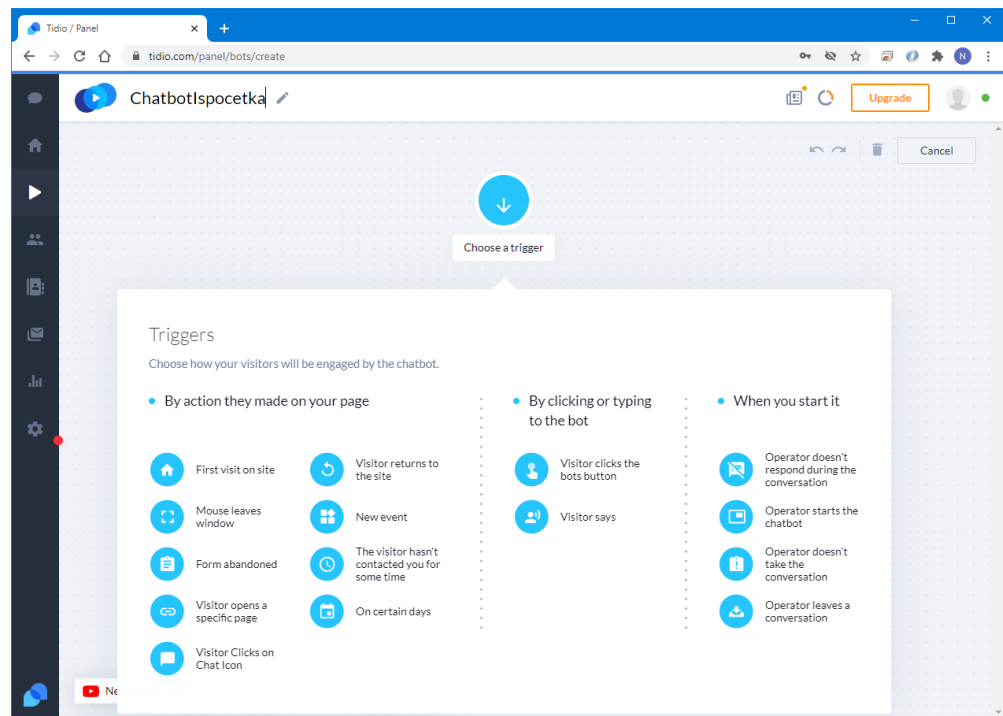 Tidio / Panel
tidio.com/panel/bots/create
N
ChatbotIspocetka
Upgrade
Cancel
Choose a trigger
Triggers
Choose how your visitors will be engaged by the chatbot.
By action they made on your page
First visit on site
Mouse leaves
window
Form abandoned
Visitor opens a
specific page
Visitor Clicks on
Chat Icon
Visitor returns to
the site
New event
The visitor hasn't
contacted you for
some time
On certain days
By clicking or typing
to the bot
Visitor clicks the
bots button
Visitor says
When you start it
Operator doesn't
respond during the
conversation
Operator starts the
chatbot
Operator doesn't
take the
conversation
Operator leaves a
conversation